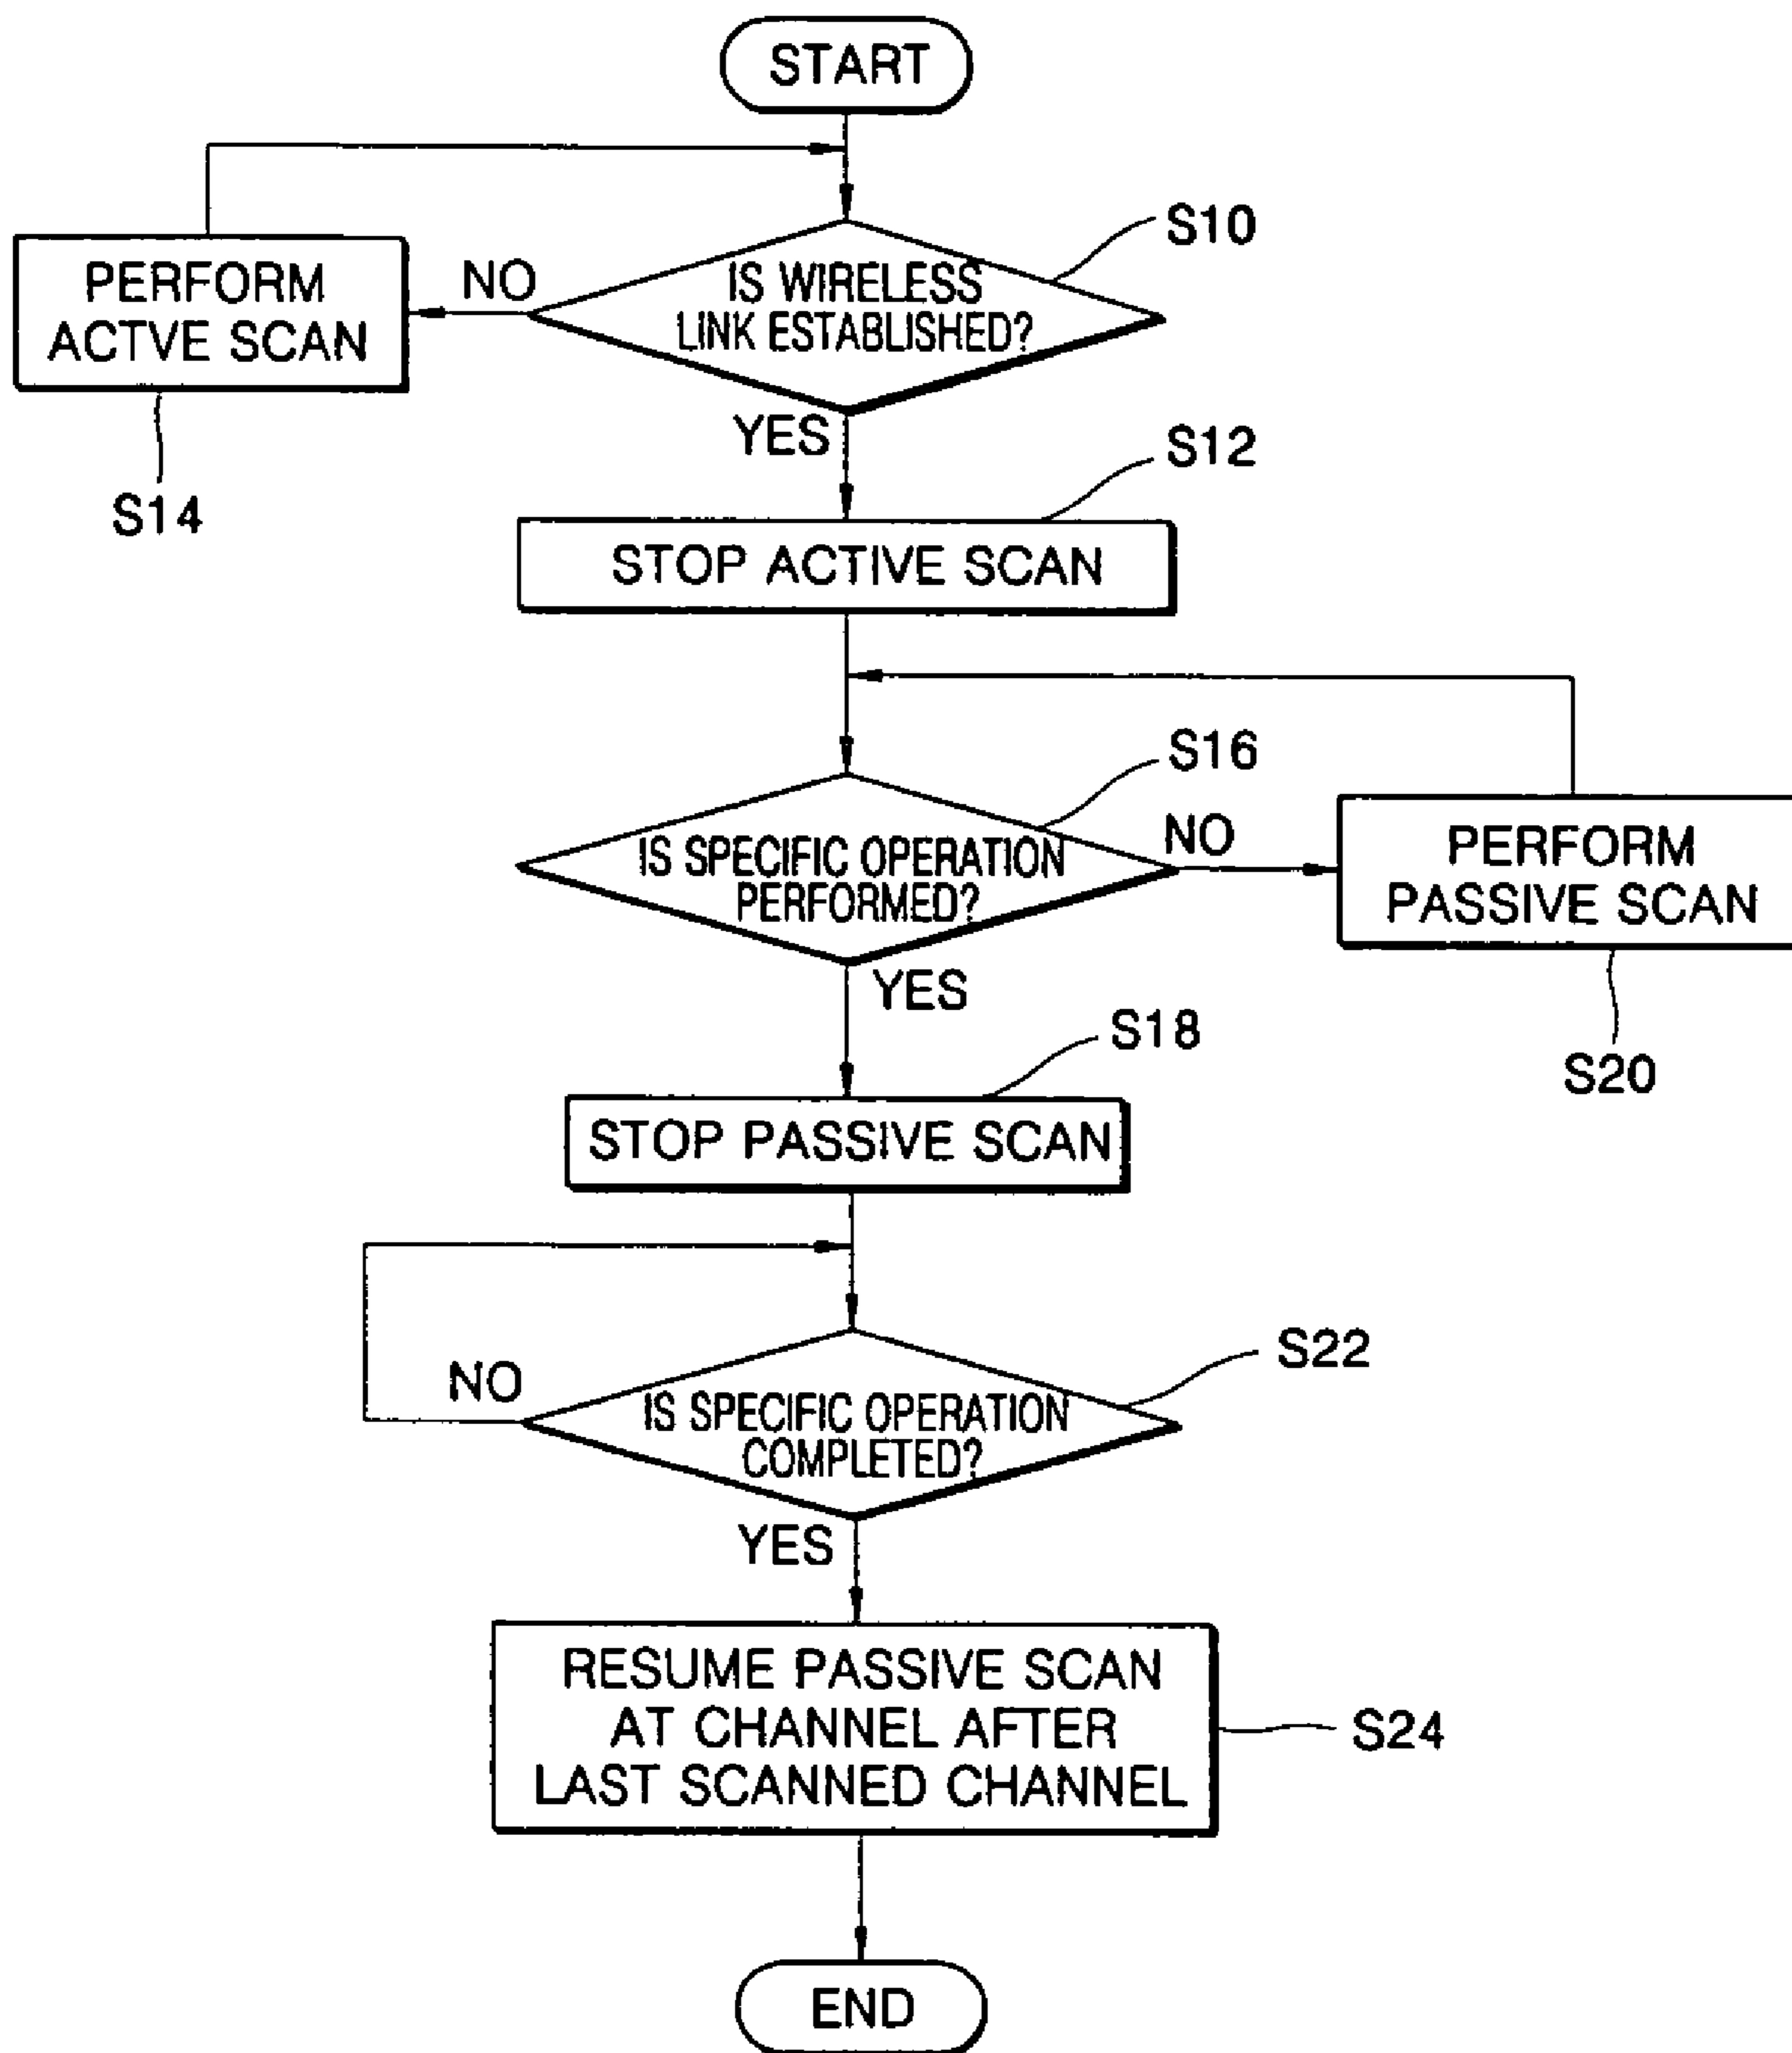 START
S10
IS WIRELESS
LINK ESTABLISHED?
NO
PERFORM
ACTVE SCAN
S14
YES
S12
STOP ACTIVE SCAN
S16
IS SPECIFIC OPERATION
PERFORMED?
NO
PERFORM
PASSIVE SCAN
S20
YES
S18
STOP PASSIVE SCAN
S22
NO
IS SPECIFIC OPERATION
COMPLETED?
YES
RESUME PASSIVE SCAN
AT CHANNEL AFTER
LAST SCANNED CHANNEL
S24
END